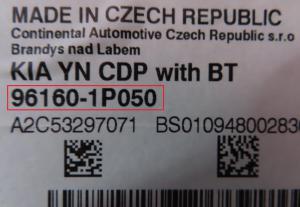 MADE IN CZECH REPUBLIC
Continental Automotive Czech Republic s.r.o
Brandys nad Labem
KIA YN CDP with BT
96160-1P050
A2C53297071 BS010948002830